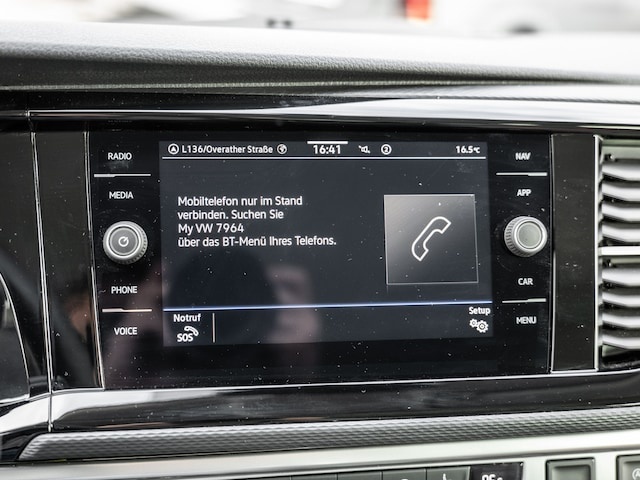 RADIO
MEDIA
PHONE
VOICE
L136/Overather Straße 16:41 2 16.5°C
Mobiltelefon nur im Stand
verbinden. Suchen Sie
My VW 7964
über das BT-Menü Ihres Telefons.
Notruf
SOS
Setup
NAV
APP
CAR
MENU